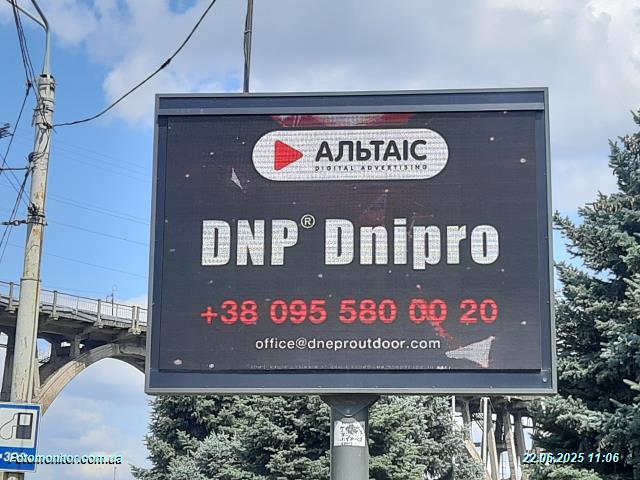 АЛЬТАІС
DIGITAL ADVERTISING
DNP® Dnipro
+38 095 580 00 20
office@dneproutdoor.com
Fotomonitor.com.ua
22.06.2025 11:06